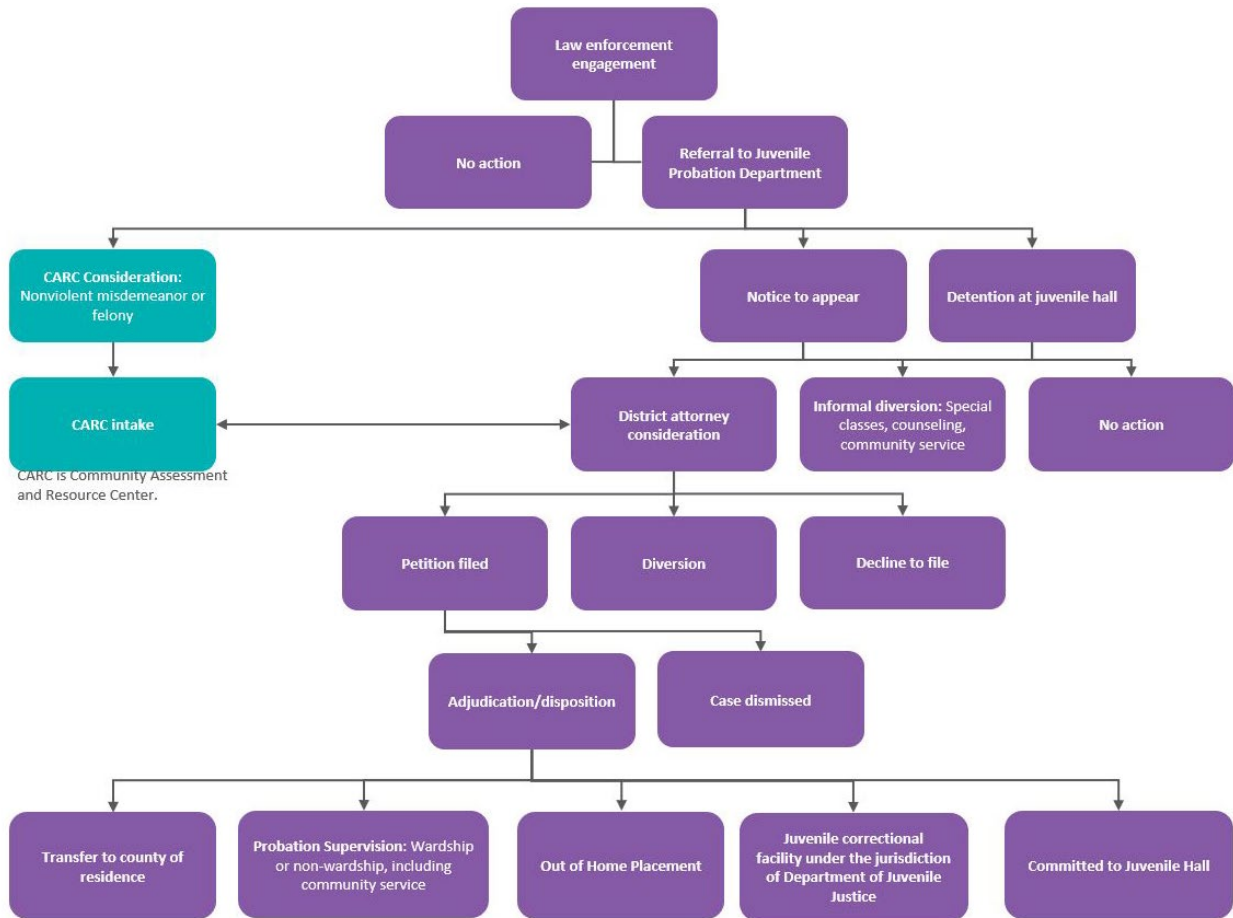 Law enforcement
engagement
No action
Referral to Juvenile
Probation Department
CARC Consideration:
Nonviolent misdemeanor or
felony
Notice to appear
Detention at juvenile hall
CARC intake
District attorney
consideration
Informal diversion: Special
classes, counseling,
community service
No action
CARC is Community Assessment
and Resource Center.
Petition filed
Diversion
Decline to file
Adjudication/disposition
Case dismissed
Transfer to county of
residence
Probation Supervision: Wardship
or non-wardship, including
community service
Out of Home Placement
Juvenile correctional
facility under the jurisdiction
of Department of Juvenile
Justice
Committed to Juvenile Hall